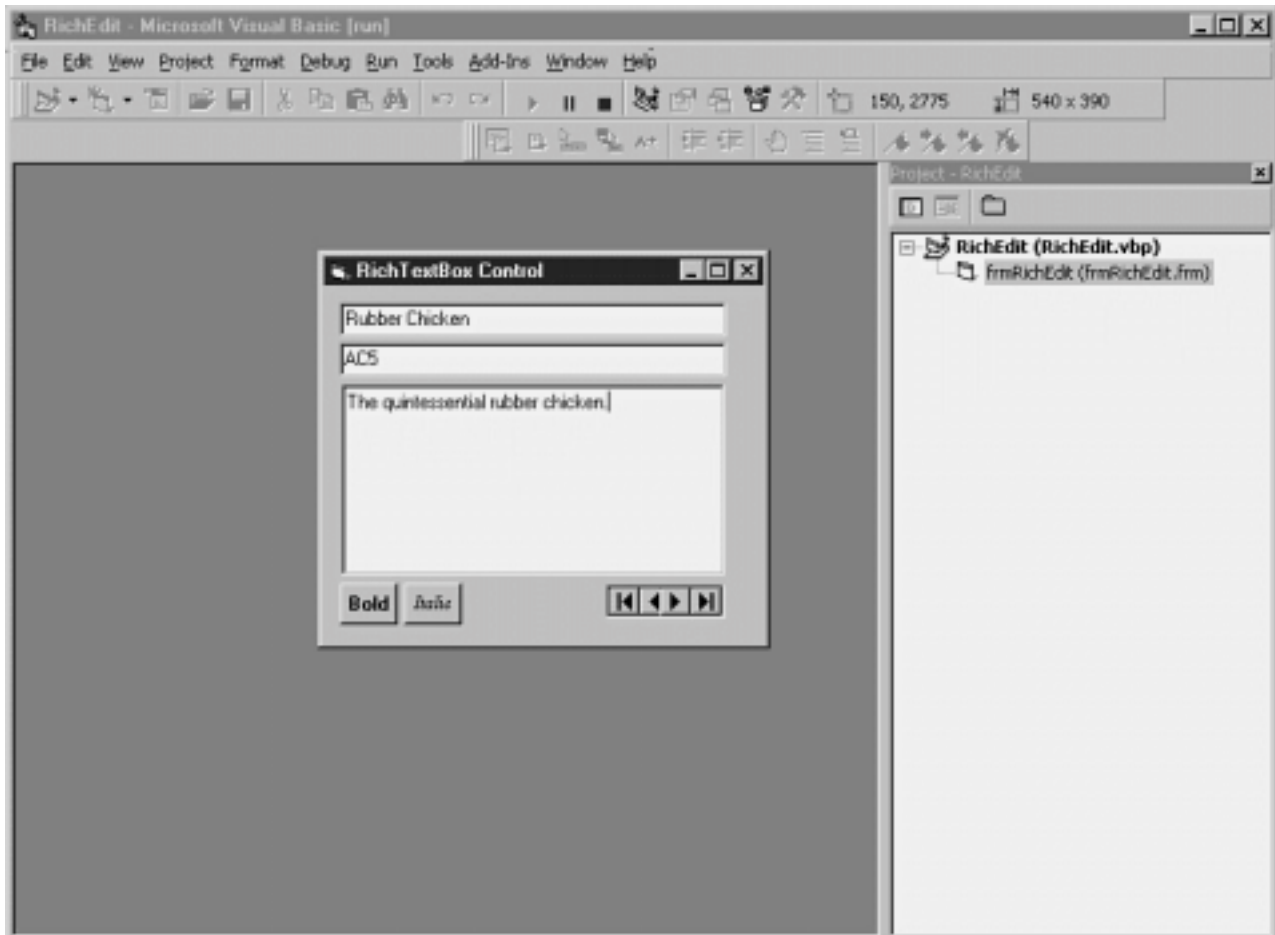 RichEdit - Microsoft Visual Basic [run]
File Edit View Project Format Debug Run Tools Add-Ins Window Help
150, 2775 540 x 390
Project - RichEdit
RichEdit (RichEdit.vbp)
frmRichEdit (frmRichEdit.frm)
RichTextBox Control
Rubber Chicken
AC5
The quintessential rubber chicken.
Bold Italic